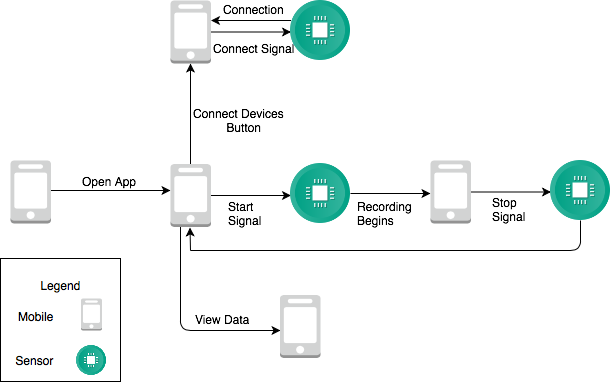 Connection
Connect Signal
Connect Devices
Button
Open App
Start
Signal
Recording
Begins
Stop
Signal
View Data
Legend
Mobile
Sensor